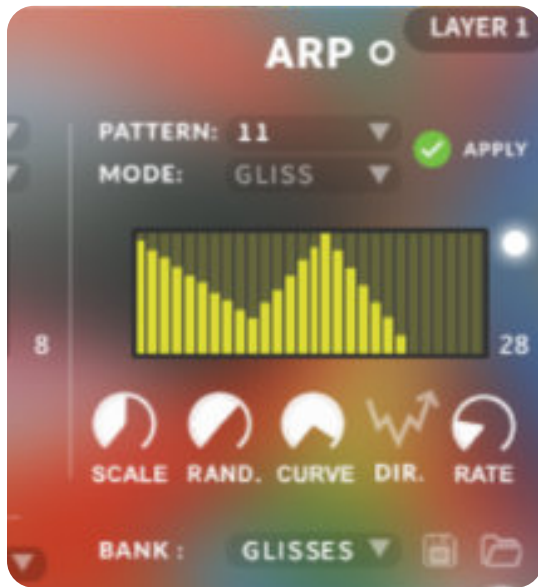 LAYER 1
ARP
PATTERN: 11
APPLY
MODE: GLISS
8
28
SCALE RAND. CURVE DIR. RATE
BANK : GLISSES